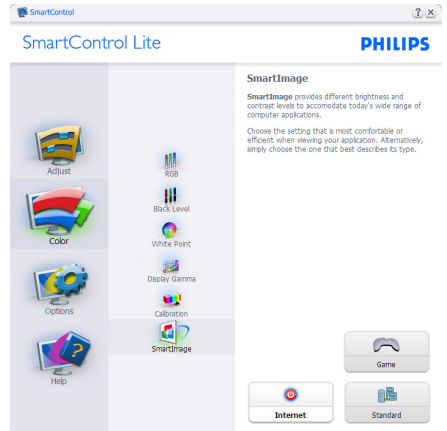 SmartControl
SmartControl Lite
PHILIPS
Adjust
Color
Options
Help
RGB
Black Level
White Point
Display Gamma
Calibration
SmartImage
SmartImage
SmartImage provides different brightness and
contrast levels to accomodate today's wide range of
computer applications.
Choose the setting that is most comfortable or
efficient when viewing your application. Alternatively,
simply choose the one that best describes its type.
Game
Internet
Standard